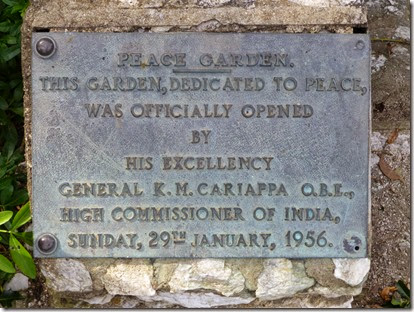 PEACE GARDEN.
THIS GARDEN, DEDICATED TO PEACE,
WAS OFFICIALLY OPENED
BY
HIS EXCELLENCY
GENERAL K. M. CARIAPPA O.B.E.,
HIGH COMMISSIONER OF INDIA,
SUNDAY, 29TH JANUARY, 1956.